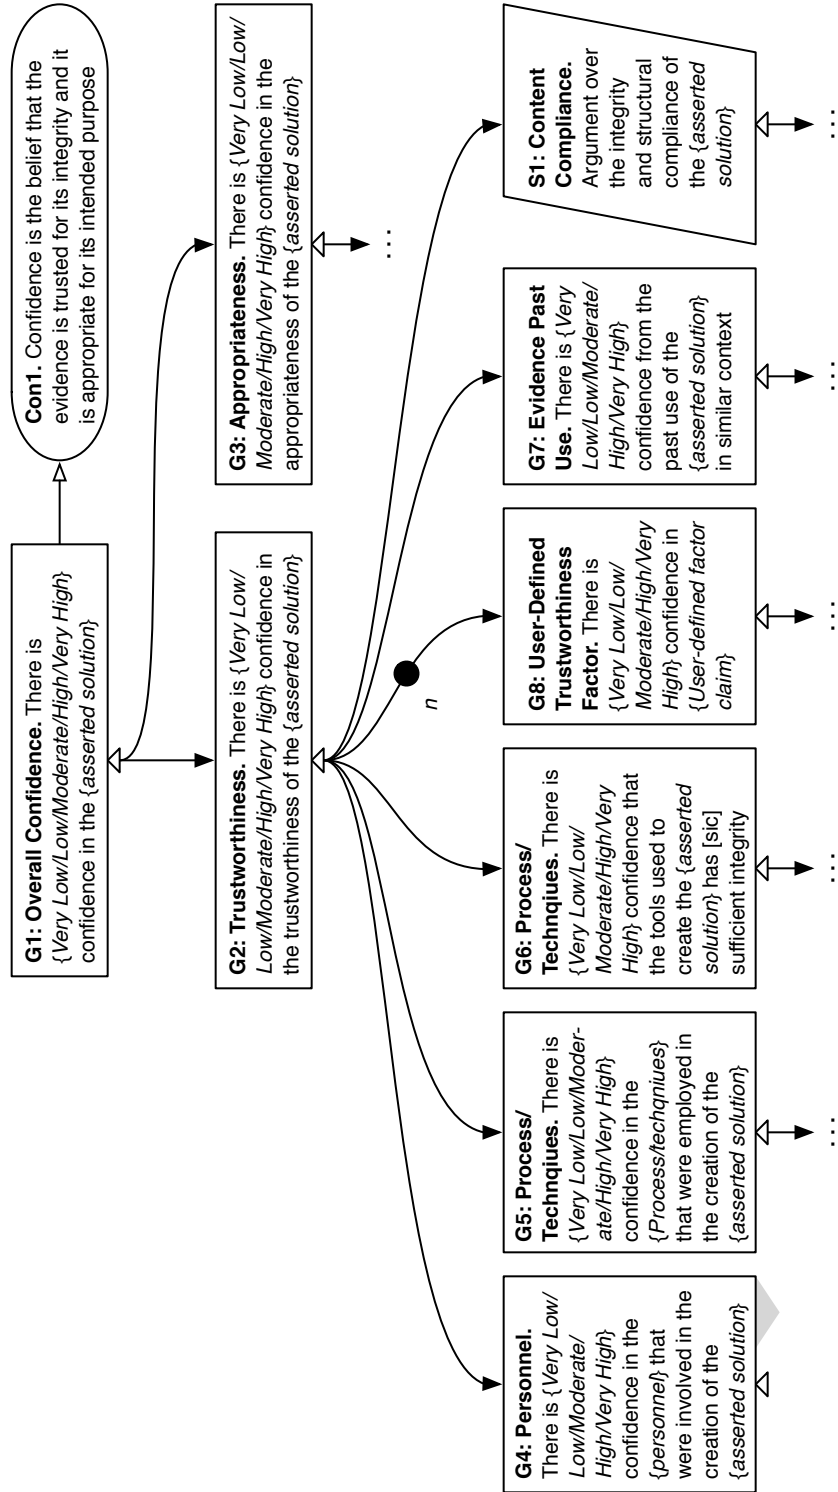 G1: Overall Confidence. There is
{Very Low/Low/Moderate/High/Very High}
confidence in the {asserted solution}
Con1. Confidence is the belief that the
evidence is trusted for its integrity and it
is appropriate for its intended purpose
G2: Trustworthiness. There is {Very Low/
Low/Moderate/High/Very High} confidence in
the trustworthiness of the {asserted solution}
G3: Appropriateness. There is {Very Low/Low/
Moderate/High/Very High} confidence in the
appropriateness of the {asserted solution}
...
n
G4: Personnel.
There is {Very Low/
Low/Moderate/
High/Very High}
confidence in the
{personnel} that
were involved in the
creation of the
{asserted solution}
G5: Process/
Technqiues. There is
{Very Low/Low/Moder-
ate/High/Very High}
confidence in the
{Process/techqniues}
that were employed in
the creation of the
{asserted solution}
...
G6: Process/
Technqiues. There is
{Very Low/Low/
Moderate/High/Very
High} confidence that
the tools used to
create the {asserted
solution} has [sic]
sufficient integrity
...
G8: User-Defined
Trustworthiness
Factor. There is
{Very Low/Low/
Moderate/High/Very
High} confidence in
{User-defined factor
claim}
...
G7: Evidence Past
Use. There is {Very
Low/Low/Moderate/
High/Very High}
confidence from the
past use of the
{asserted solution}
in similar context
...
S1: Content
Compliance.
Argument over
the integrity
and structural
compliance of
the {asserted
solution}
...